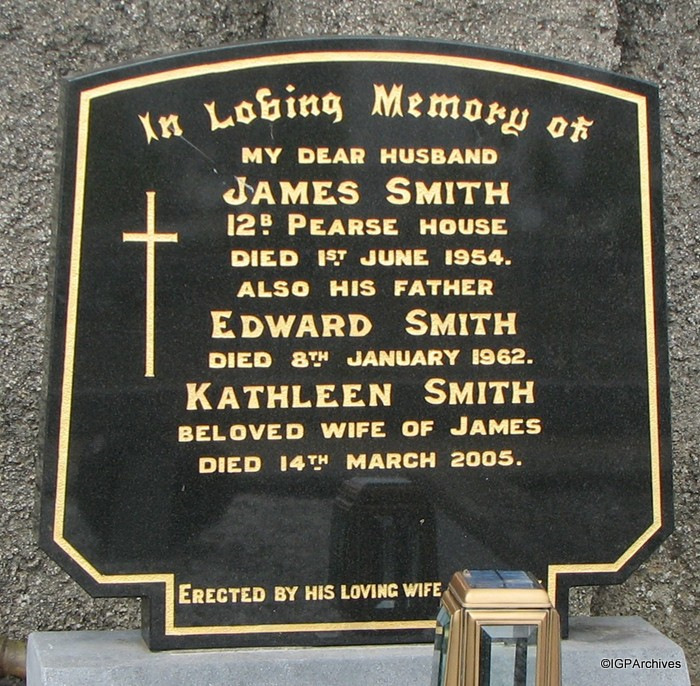 In Loving Memory of
MY DEAR HUSBAND
JAMES SMITH
12B PEARSE HOUSE
DIED 1ST JUNE 1954.
ALSO HIS FATHER
EDWARD SMITH
DIED 8TH JANUARY 1962.
KATHLEEN SMITH
BELOVED WIFE OF JAMES
DIED 14TH MARCH 2005.
ERECTED BY HIS LOVING WIFE
©IGPArchives